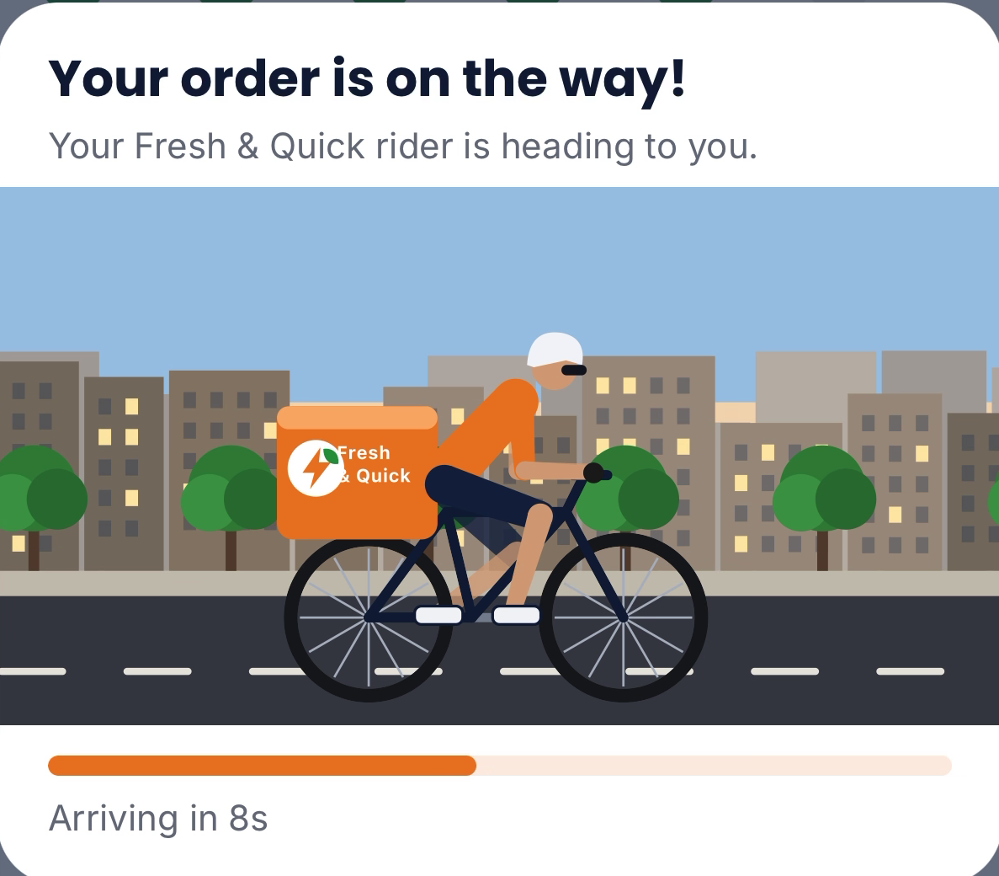 Your order is on the way!
Your Fresh & Quick rider is heading to you.
Fresh
& Quick
Arriving in 8s